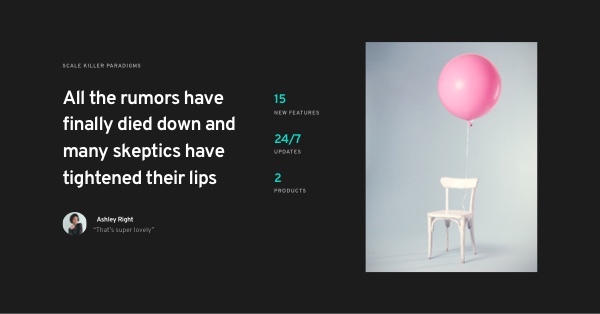 SCALE KILLER PARADIGMS
All the rumors have
finally died down and
many skeptics have
tightened their lips
Ashley Right
“That's super lovely”
15
NEW FEATURES
24/7
UPDATES
2
PRODUCTS